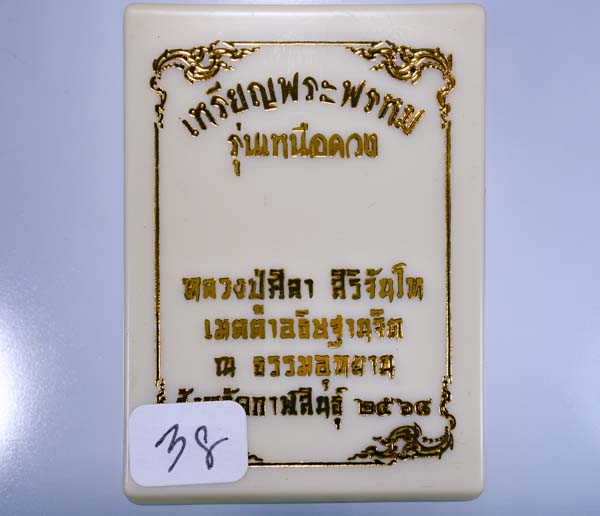 เหรียญพระพรหม
รุ่นเหนือดวง
หลวงปู่ศิลา สิริจันโท
เมตตาอธิษฐานจิต
ณ ธรรมอุทยาน
จังหวัดกาฬสินธุ์ ๒๕๖๘
38